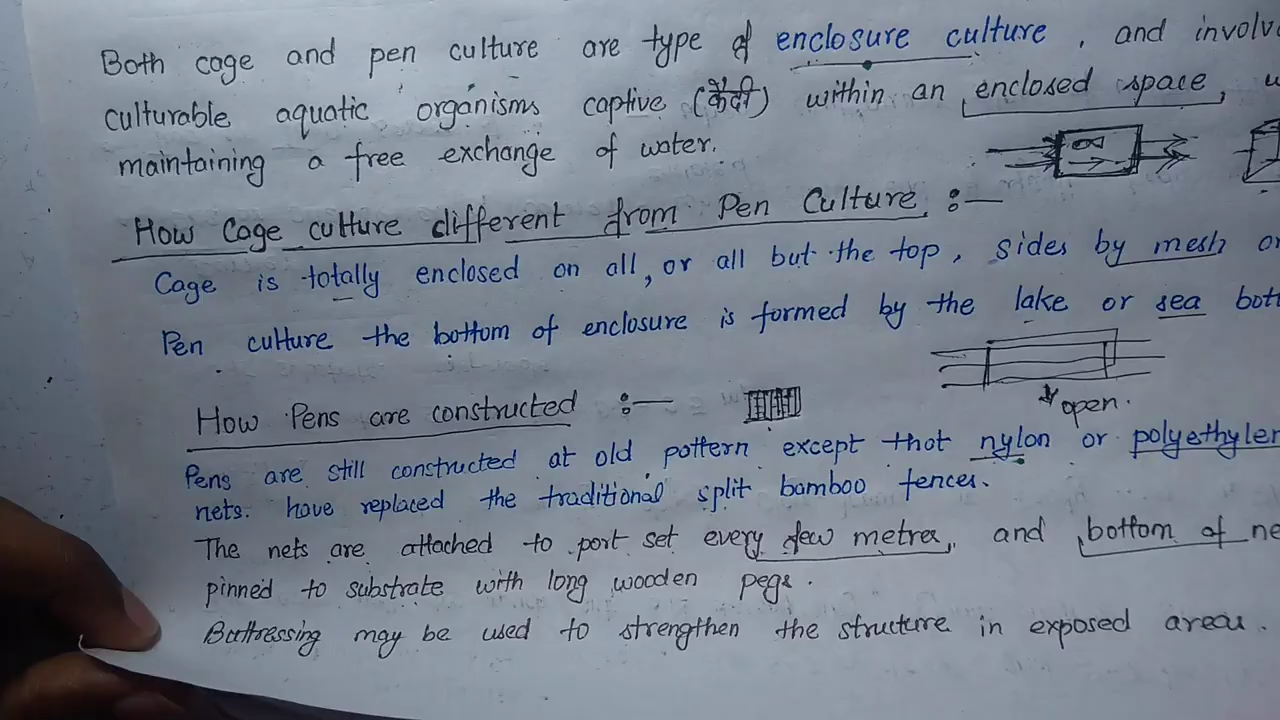 Both cage and pen culture are type of enclosure culture, and involv
culturable aquatic organisms captive (कैदी) within an enclosed space,
maintaining a free exchange of water.
How Cage culture different from Pen Culture :-
Cage is totally enclosed on all, or all but the top, sides by mesh or
Pen culture the bottom of enclosure is formed by the lake or sea bott
open.
How Pens are constructed :-
Pens are still constructed at old pattern except that nylon or polyethylen
nets. have replaced the traditional split bamboo fences.
The nets are attached to port set every few metres, and bottom of ne
pinned to substrate with long wooden pegs.
Buttressing may be used to strengthen the structure in exposed areas.